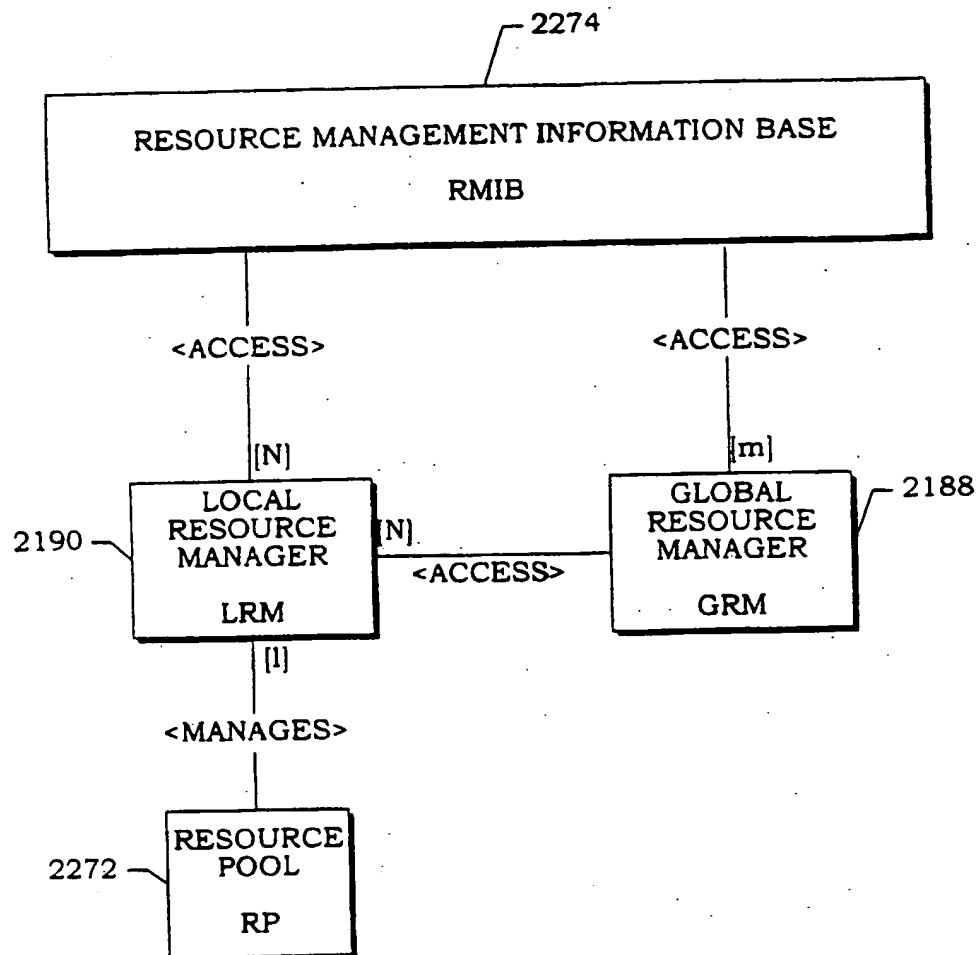 2274
RESOURCE MANAGEMENT INFORMATION BASE
RMIB
<ACCESS>
<ACCESS>
[N]
[m]
LOCAL
RESOURCE
MANAGER
LRM
2190
[N]
<ACCESS>
GLOBAL
RESOURCE
MANAGER
GRM
2188
[1]
<MANAGES>
RESOURCE
POOL
RP
2272